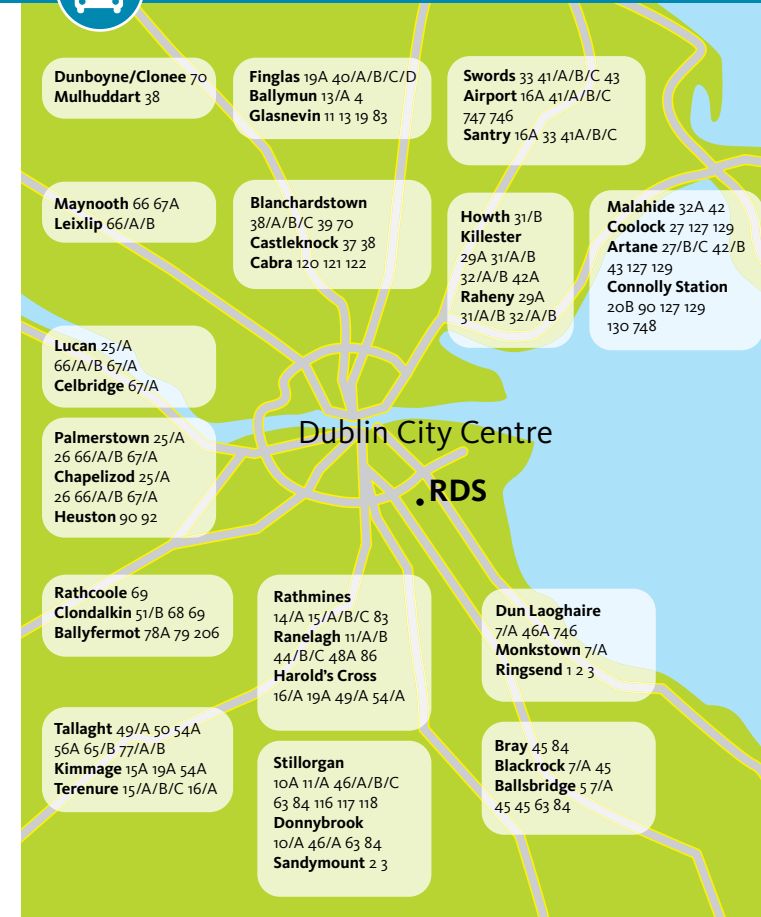 Dunboyne/Clonee 70
Mulhuddart 38
Finglas 19A 40/A/B/C/D
Ballymun 13/A 4
Glasnevin 11 13 19 83
Swords 33 41/A/B/C 43
Airport 16A 41/A/B/C
747 746
Santry 16A 33 41A/B/C
Maynooth 66 67A
Leixlip 66/A/B
Blanchardstown
38/A/B/C 39 70
Castleknock 37 38
Cabra 120 121 122
Howth 31/B
Killester
29A 31/A/B
32/A/B 42A
Raheny 29A
31/A/B 32/A/B
Malahide 32A 42
Coolock 27 127 129
Artane 27/B/C 42/B
43 127 129
Connolly Station
20B 90 127 129
130 748
Lucan 25/A
66/A/B 67/A
Celbridge 67/A
Dublin City Centre
.RDS
Palmerstown 25/A
26 66/A/B 67/A
Chapelizod 25/A
26 66/A/B 67/A
Heuston 90 92
Rathcoole 69
Clondalkin 51/B 68 69
Ballyfermot 78A 79 206
Rathmines
14/A 15/A/B/C 83
Ranelagh 11/A/B
44/B/C 48A 86
Harold's Cross
16/A 19A 49/A 54/A
Dun Laoghaire
7/A 46A 746
Monkstown 7/A
Ringsend 1 2 3
Tallaght 49/A 50 54A
56A 65/B 77/A/B
Kimmage 15A 19A 54A
Terenure 15/A/B/C 16/A
Stillorgan
10A 11/A 46/A/B/C
63 84 116 117 118
Donnybrook
10/A 46/A 63 84
Sandymount 2 3
Bray 45 84
Blackrock 7/A 45
Ballsbridge 5 7/A
45 45 63 84